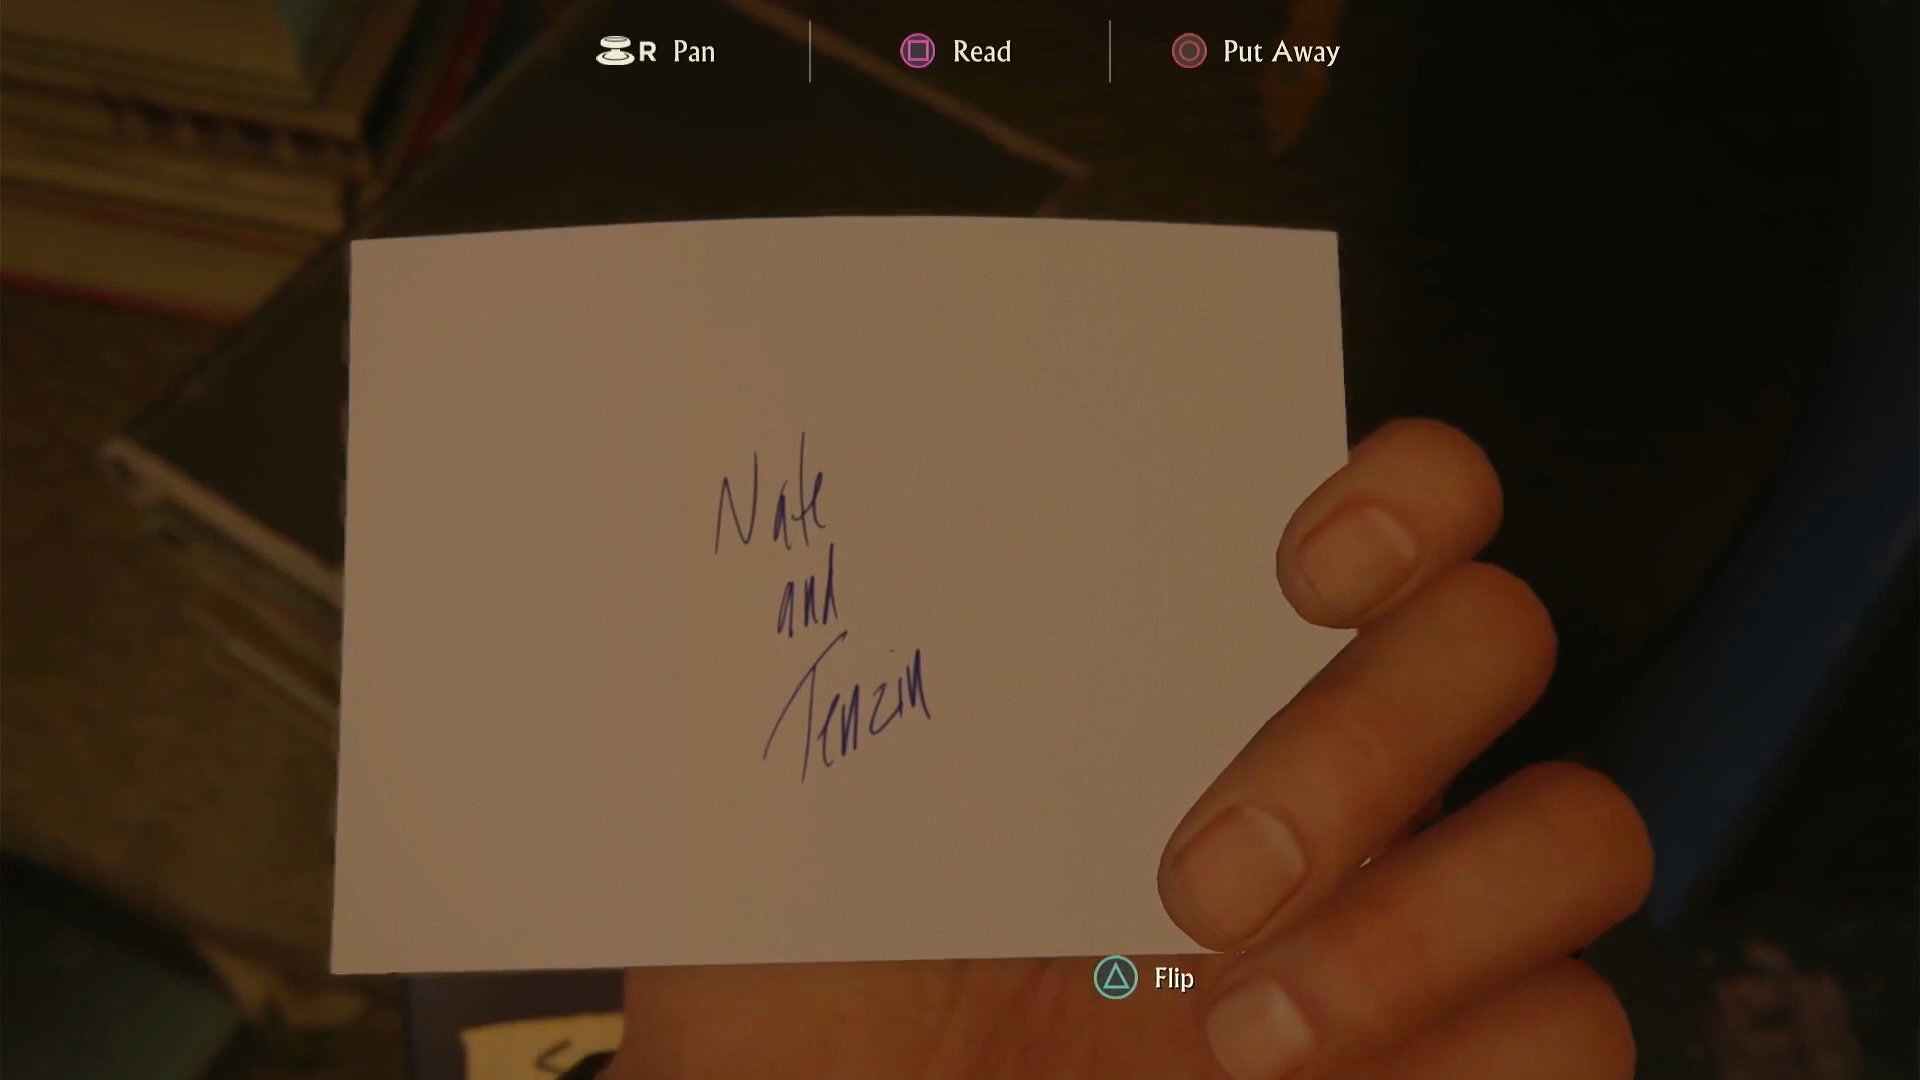 R Pan
Read
Put Away
Nate
and
Tenzin
Flip